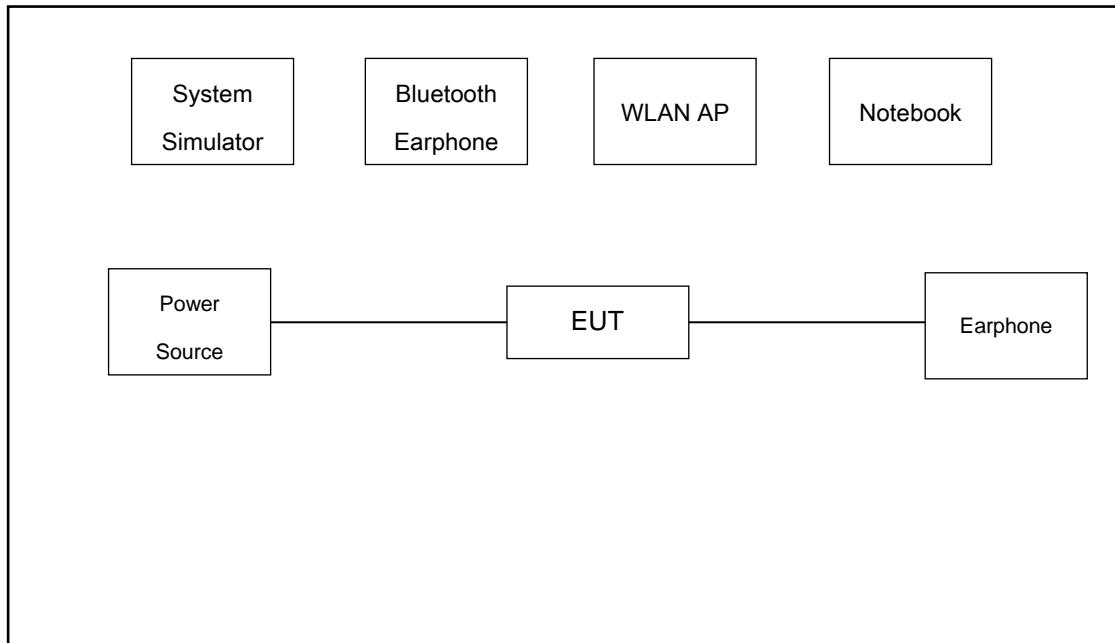 System
Simulator
Bluetooth
Earphone
WLAN AP
Notebook
Power
Source
EUT
Earphone